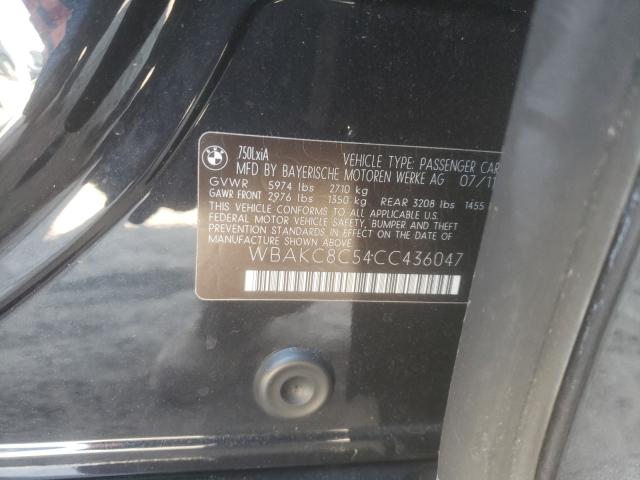 BMW
750LxiA VEHICLE TYPE: PASSENGER CAR
MFD BY BAYERISCHE MOTOREN WERKE AG 07/11
GVWR 5974 lbs 2710 kg
GAWR FRONT 2976 lbs 1350 kg REAR 3208 lbs 1455
THIS VEHICLE CONFORMS TO ALL APPLICABLE U.S.
FEDERAL MOTOR VEHICLE SAFETY, BUMPER, AND THEFT
PREVENTION STANDARDS IN EFFECT ON THE DATE OF
MANUFACTURE SHOWN ABOVE.
WBAKC8C54CC436047